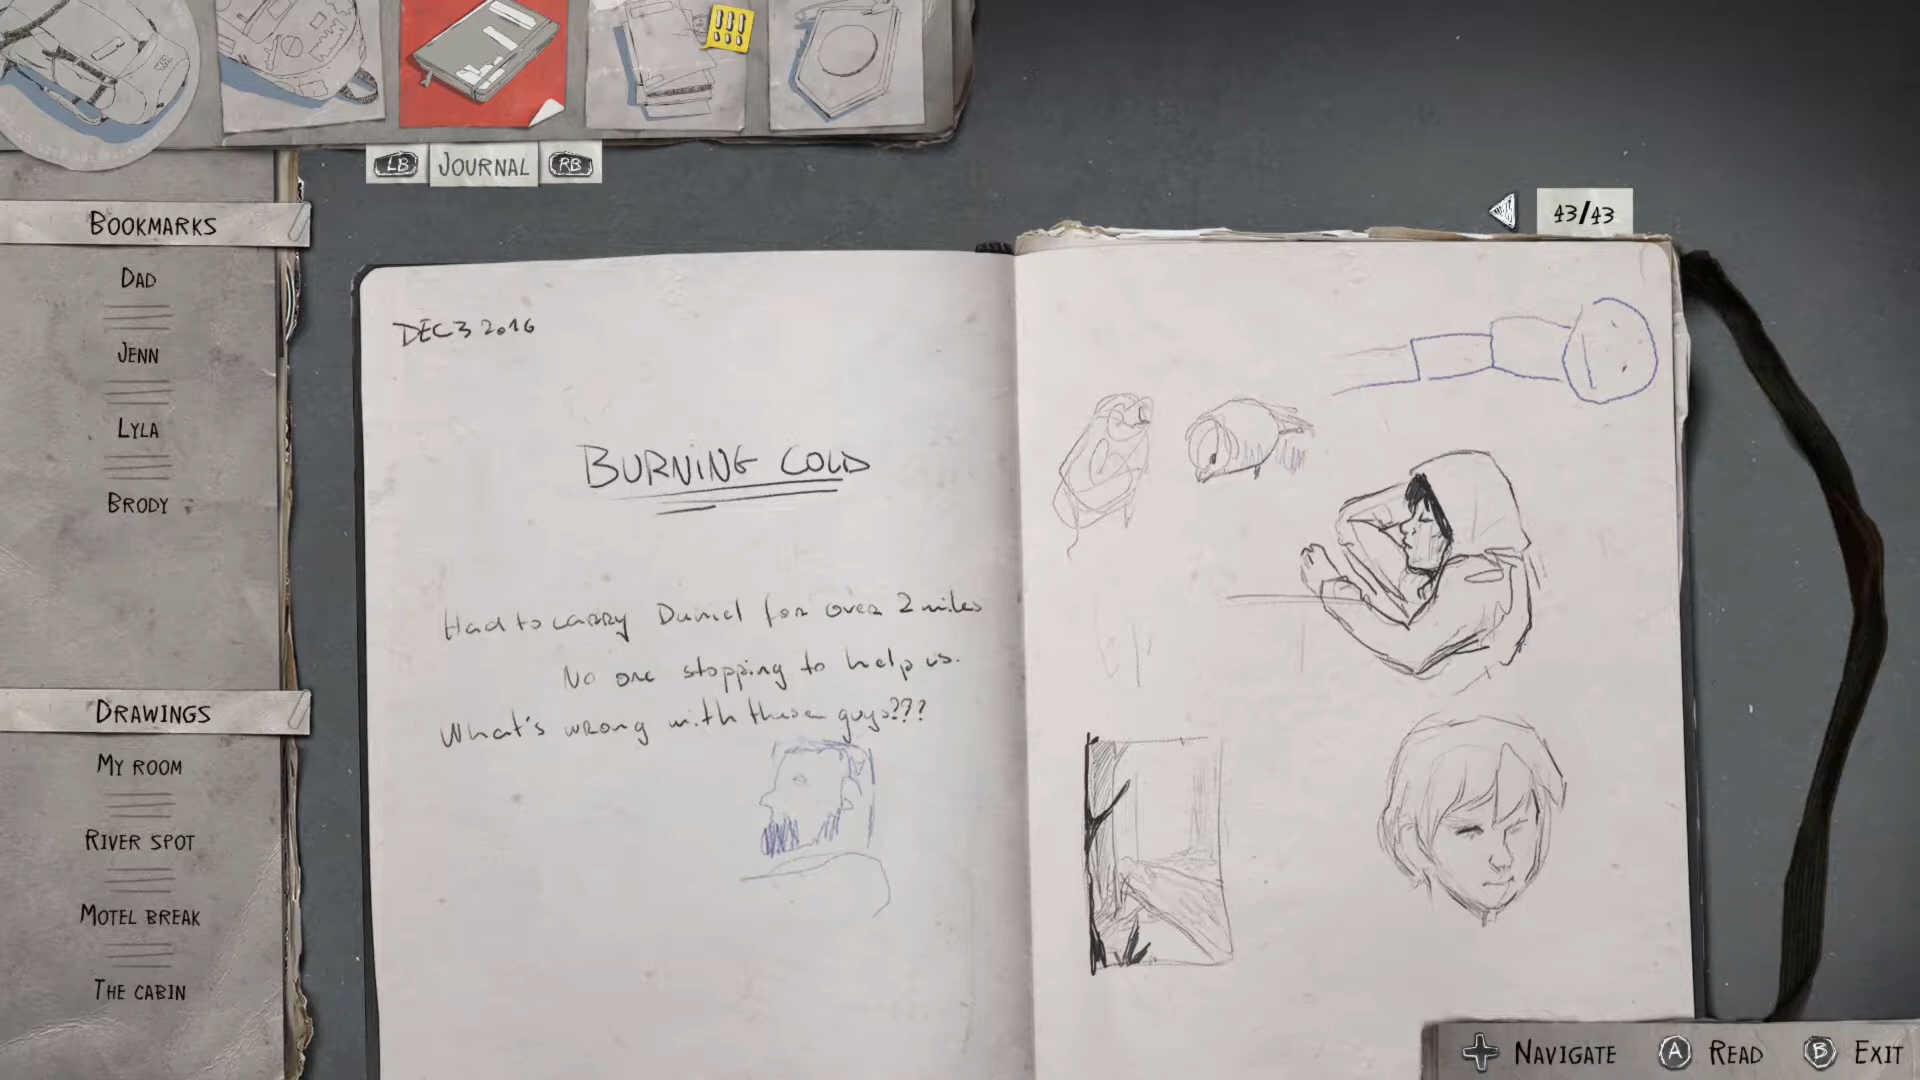 LB JOURNAL RB
43/43
BOOKMARKS
DAD
JENN
LYLA
BRODY
DRAWINGS
MY ROOM
RIVER SPOT
MOTEL BREAK
THE CABIN
DEC 3 2016
BURNING COLD
Had to carry Daniel for over 2 miles
No one stopping to help us.
What's wrong with these guys???
NAVIGATE A READ B EXIT